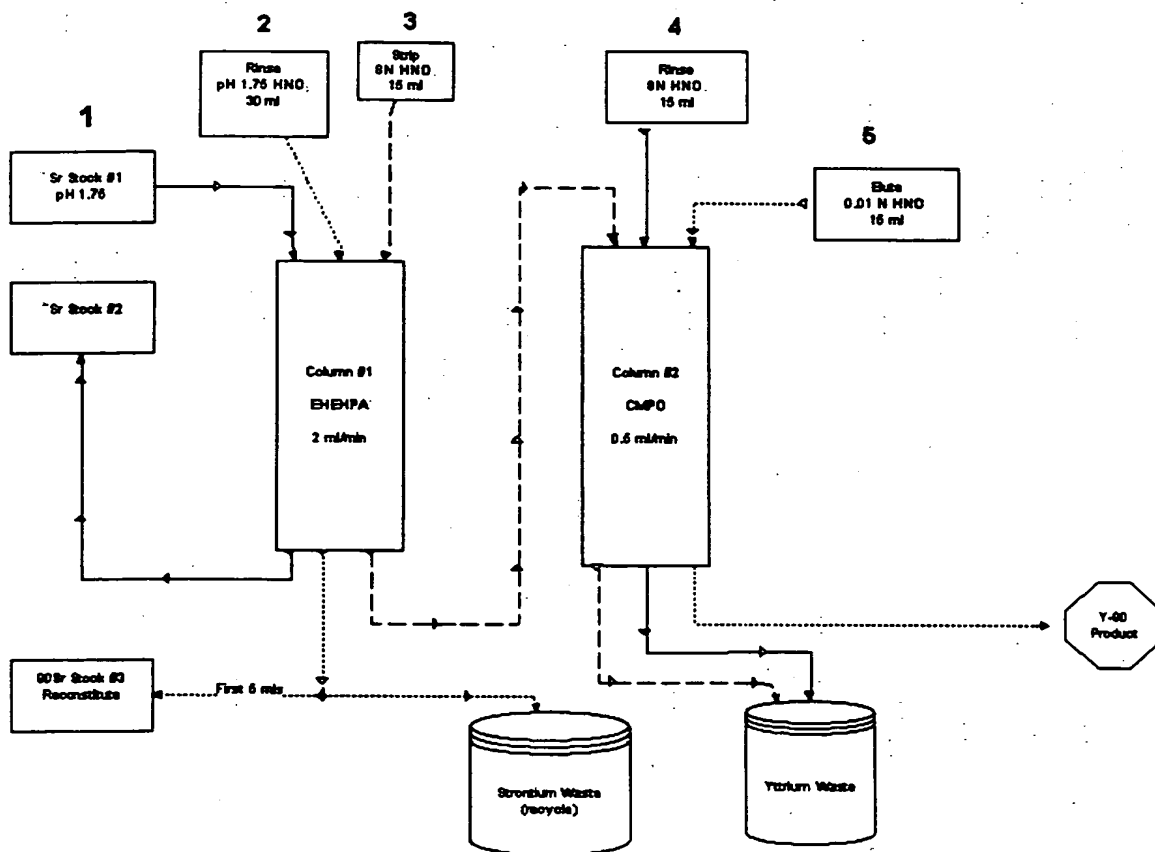 1
Sr Stock #1
pH 1.75
2
Rinse
pH 1.75 HNO
30 ml
3
Strip
8N HNO
15 ml
4
Rinse
8N HNO
15 ml
5
Elute
0.01 N HNO
15 ml
Sr Stock #2
Column #1
EHEHPA
2 ml/min
Column #2
CMPO
0.5 ml/min
Y-90
Product
90Sr Stock #3
Reconstitute
First 5 mls
Strontium Waste
(recycle)
Yttrium Waste